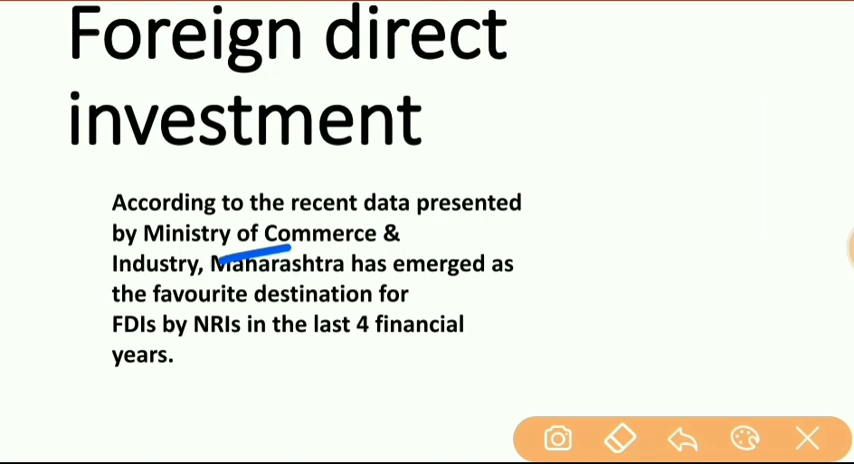 Foreign direct
investment
According to the recent data presented
by Ministry of Commerce &
Industry, Maharashtra has emerged as
the favourite destination for
FDIs by NRIs in the last 4 financial
years.